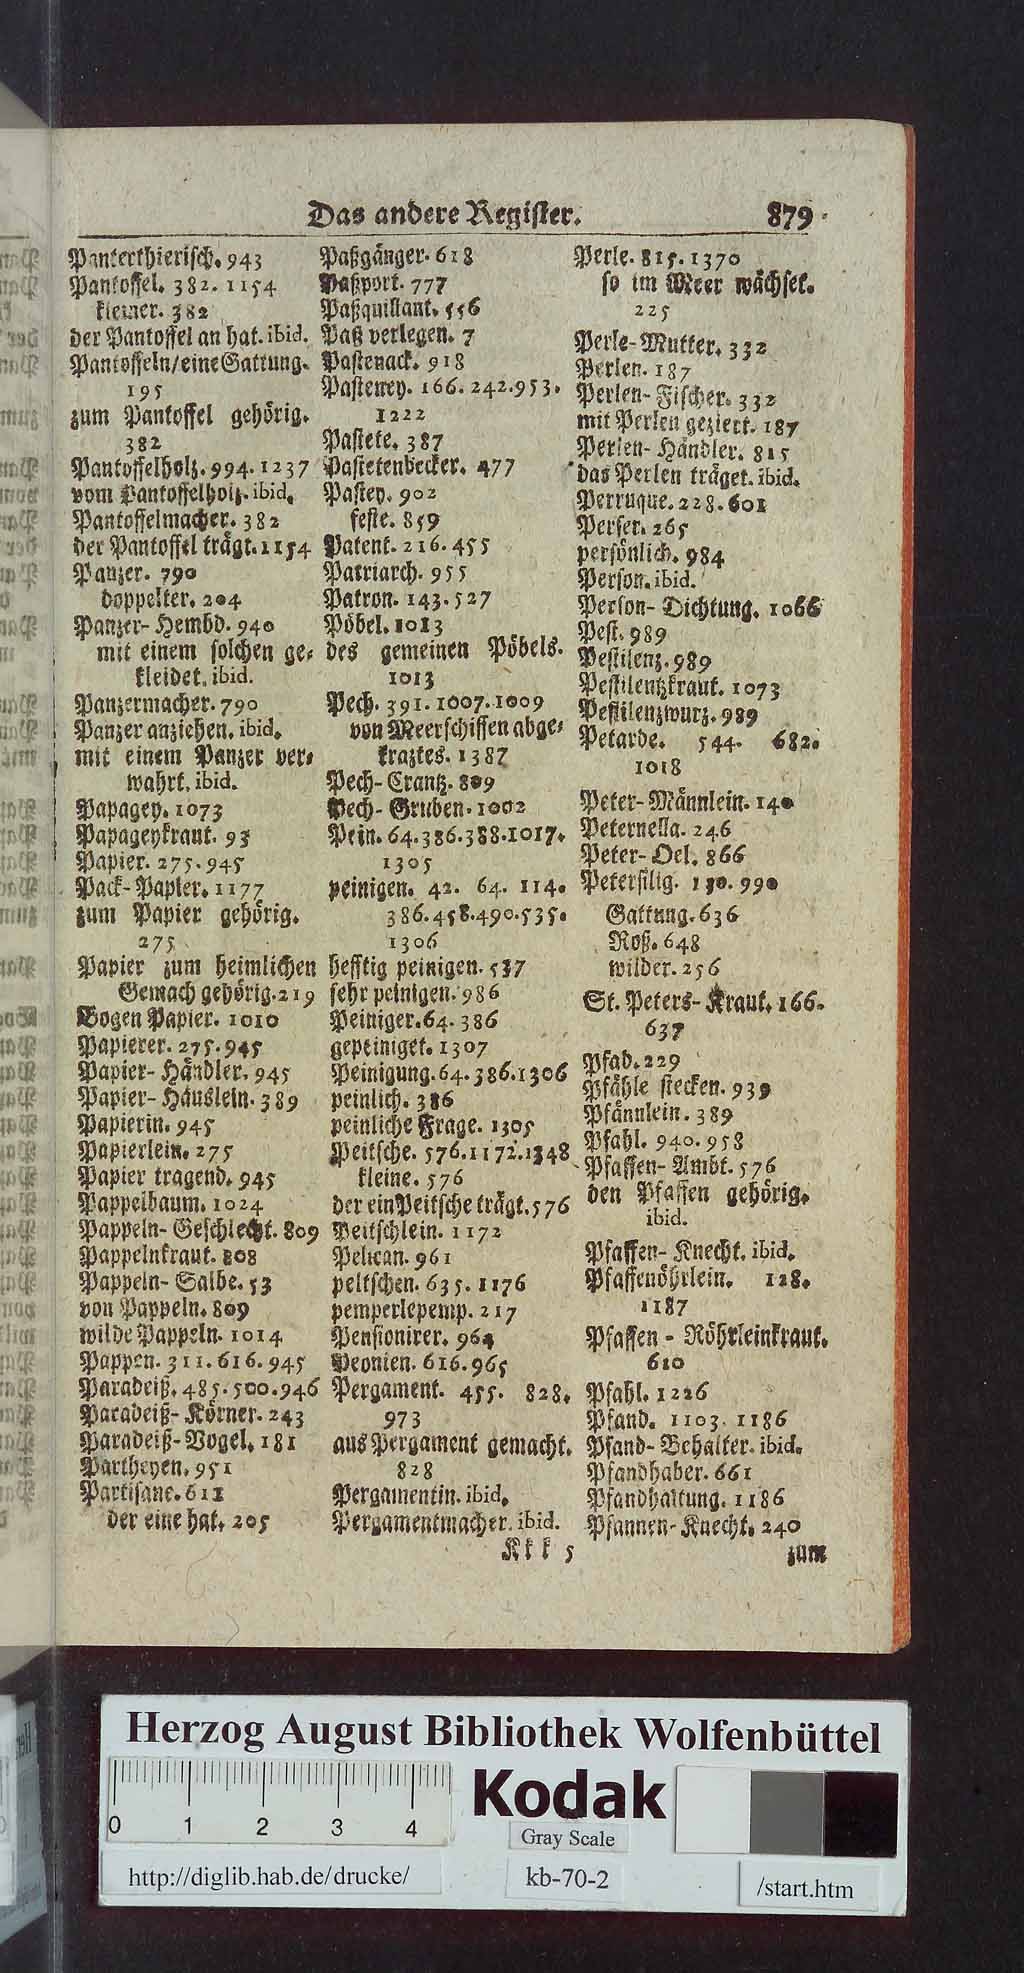 Das andere Register. 879
Panterthierisch. 943
Pantoffel. 382. 1154
kleiner. 382
der Pantoffel an hat. ibid.
Pantoffeln/eine Gattung.
195
zum Pantoffel gehörig.
382
Pantoffelholz. 994. 1237
vom Pantoffelholz. ibid.
Pantoffelmacher. 382
der Pantoffel trägt. 1154
Panzer. 790
doppelter. 204
Panzer-Hembd. 940
mit einem solchen ge-
kleidet. ibid.
Panzermacher. 790
Panzer anziehen. ibid.
mit einem Panzer ver-
wahrt. ibid.
Papagey. 1073
Papageykraut. 93
Papier. 275. 945
Pack-Papier. 1177
zum Papier gehörig.
275
Papier zum heimlichen
Gemach gehörig. 219
Bogen Papier. 1010
Papierer. 275. 945
Papier-Händler. 945
Papier-Häuslein. 389
Papierin. 945
Papierlein. 275
Papier tragend. 945
Pappelbaum. 1024
Pappeln-Geschlecht. 809
Pappelnkraut. 808
Pappeln-Salbe. 53
von Pappeln. 809
wilde Pappeln. 1014
Pappen. 311. 616. 945
Paradeiß. 485. 500. 946
Paradeiß-Körner. 243
Paradeiß-Vogel. 181
Partheyen. 951
Partisane. 611
der eine hat. 205
Paßgänger. 618
Paßport. 777
Paßquillant. 556
Paß verlegen. 7
Pastenack. 918
Pasteney. 166. 242. 953.
1222
Pastete. 387
Pastetenbecker. 477
Pastey. 902
feste. 859
Patent. 216. 455
Patriarch. 955
Patron. 143. 527
Pöbel. 1013
des gemeinen Pöbels.
1013
Pech. 391. 1007. 1009
von Meerschiffen abge-
kraztes. 1387
Pech-Crantz. 809
Pech-Gruben. 1002
Pein. 64. 386. 388. 1017.
1305
peinigen. 42. 64. 114.
386. 458. 490. 535.
1306
hefftig peinigen. 537
sehr peinigen. 986
Peiniger. 64. 386
gepeiniget. 1307
Peinigung. 64. 386. 1306
peinlich. 386
peinliche Frage. 1305
Peitsche. 576. 1172. 1348
kleine. 576
der ein Peitsche trägt. 576
Peitschlein. 1172
Pelican. 961
peltschen. 635. 1176
pemperlepemp. 217
Pensionirer. 964
Peonien. 616. 965
Pergament. 455. 828.
973
aus Pergament gemacht.
828
Pergamentin. ibid.
Pergamentmacher. ibid.
Perle. 815. 1370
so im Meer wächset.
225
Perle-Mutter. 332
Perlen. 187
Perlen-Fischer. 332
mit Perlen geziert. 187
Perlen-Händler. 815
das Perlen träget. ibid.
Perruque. 228. 601
Perser. 265
persönlich. 984
Person. ibid.
Person-Dichtung. 1066
Pest. 989
Pestilenz. 989
Pestilentzkraut. 1073
Pestilenzwurz. 989
Petarde. 544. 682.
1018
Peter-Männlein. 140
Peternella. 246
Peter-Oel. 866
Petersilig. 130. 990
Gattung. 636
Roß. 648
wilder. 256
St. Peters-Kraut. 166.
637
Pfad. 229
Pfähle stecken. 939
Pfännlein. 389
Pfahl. 940. 958
Pfaffen-Ambt. 576
den Pfaffen gehörig.
ibid.
Pfaffen-Knecht. ibid.
Pfaffenöhrlein. 128.
1187
Pfaffen-Röhrleinkraut.
610
Pfahl. 1226
Pfand. 1103. 1186
Pfand-Behalter. ibid.
Pfandhaber. 661
Pfandhaltung. 1186
Pfannen-Knecht. 240
Kkk 5 zum
Herzog August Bibliothek Wolfenbüttel
0 1 2 3 4
Kodak
Gray Scale
http://diglib.hab.de/drucke/ kb-70-2 /start.htm